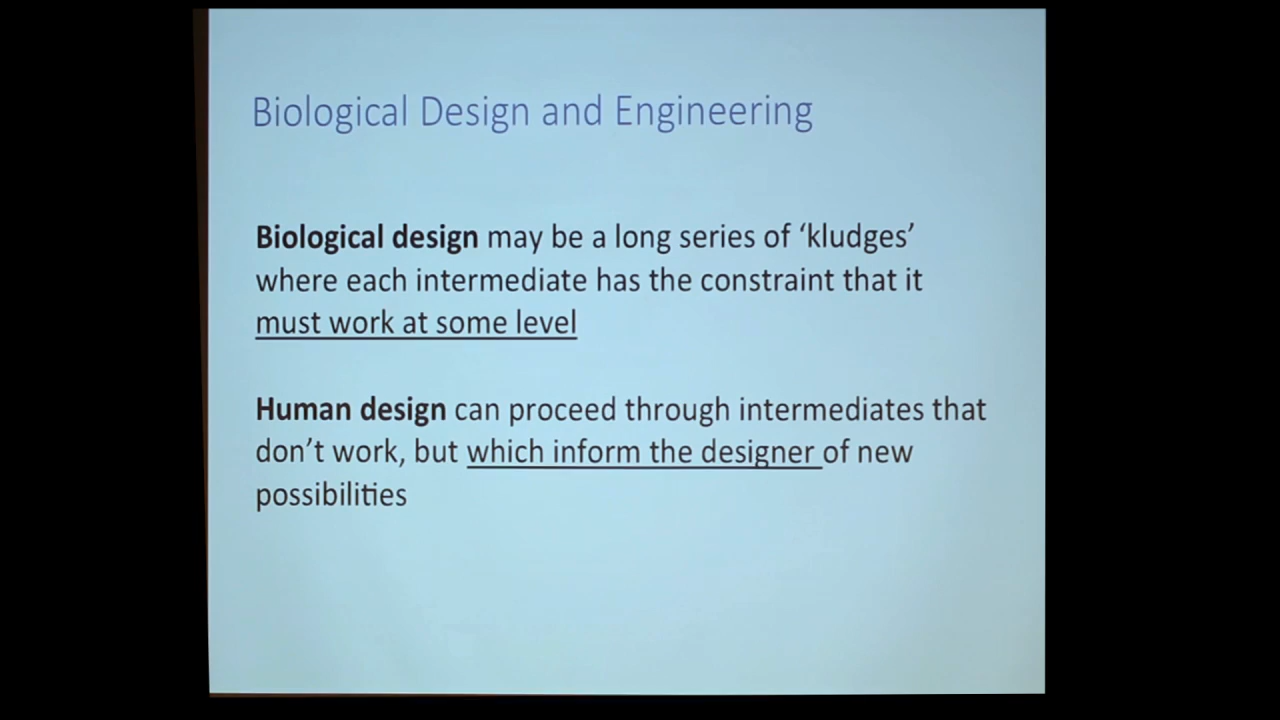 Biological Design and Engineering
Biological design may be a long series of ‘kludges’
where each intermediate has the constraint that it
must work at some level
Human design can proceed through intermediates that
don’t work, but which inform the designer of new
possibilities